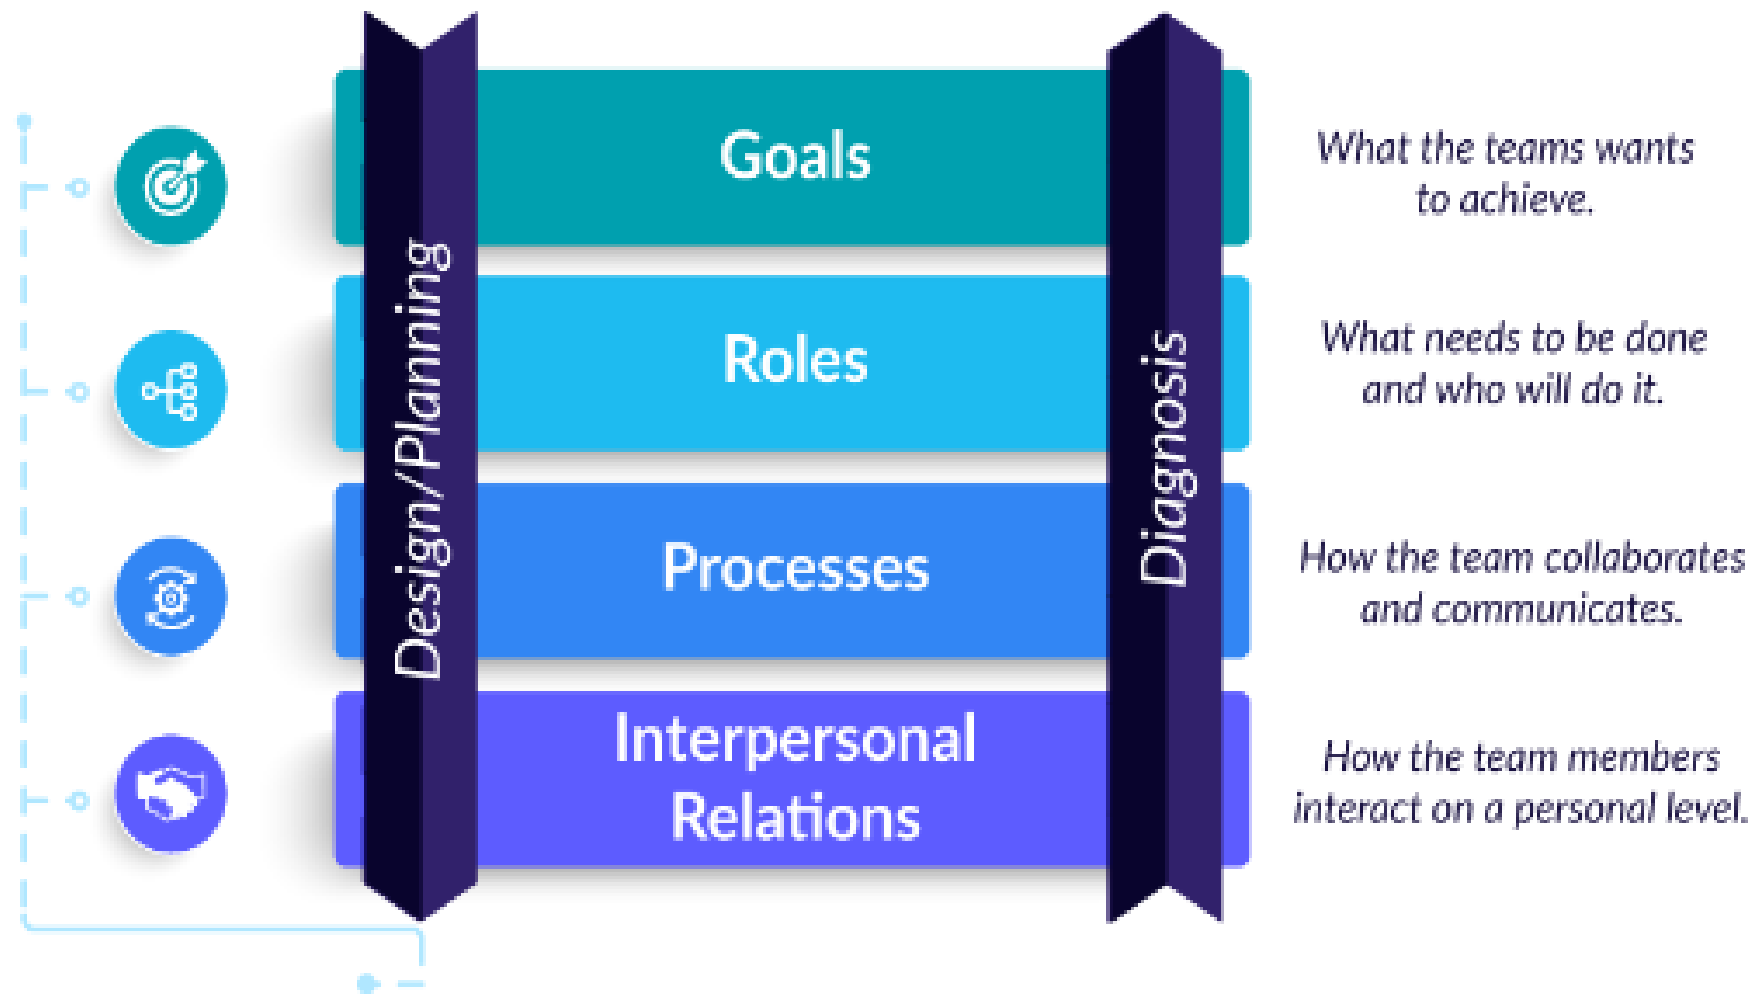 Goals
What the teams wants
to achieve.
Roles
What needs to be done
and who will do it.
Processes
How the team collaborates
and communicates.
Interpersonal
Relations
How the team members
interact on a personal level.
Design/Planning
Diagnosis